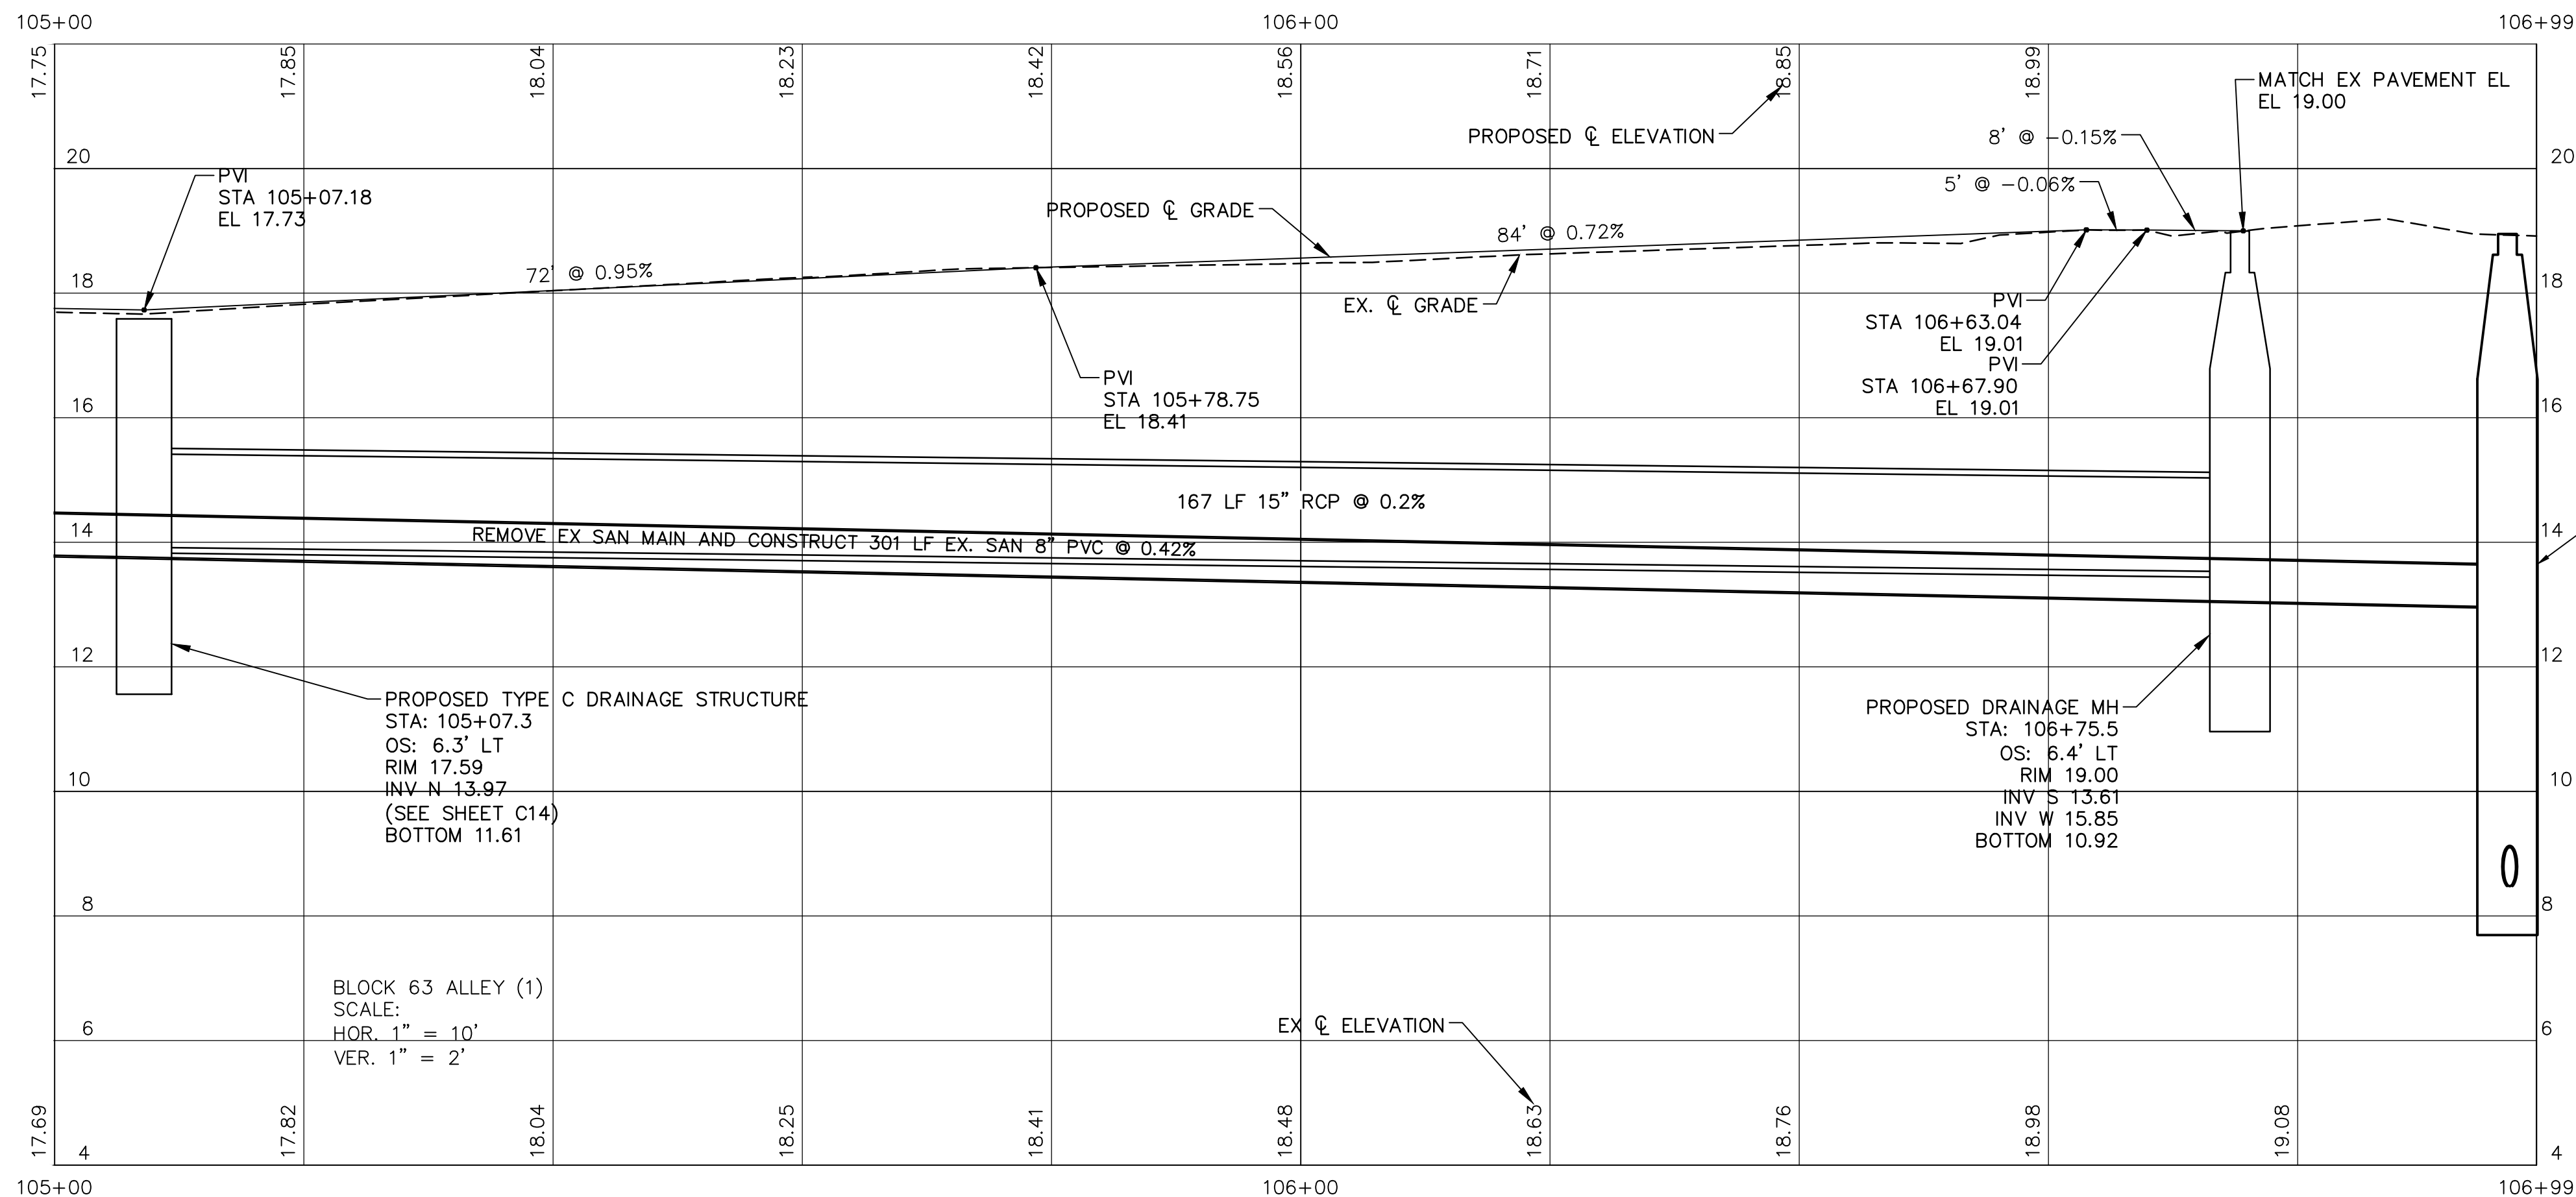 105+00
106+00
106+99
17.75
17.85
18.04
18.23
18.42
18.56
18.71
18.85
18.99
MATCH EX PAVEMENT EL
EL 19.00
PROPOSED ℄ ELEVATION
8' @ -0.15%
20
20
PVI
STA 105+07.18
EL 17.73
5' @ -0.06%
PROPOSED ℄ GRADE
84' @ 0.72%
72' @ 0.95%
18
18
EX. ℄ GRADE
PVI
STA 106+63.04
EL 19.01
PVI
STA 106+67.90
EL 19.01
PVI
STA 105+78.75
EL 18.41
16
16
167 LF 15" RCP @ 0.2%
14
14
REMOVE EX SAN MAIN AND CONSTRUCT 301 LF EX. SAN 8" PVC @ 0.42%
12
12
PROPOSED TYPE C DRAINAGE STRUCTURE
STA: 105+07.3
OS: 6.3' LT
RIM 17.59
INV N 13.97
(SEE SHEET C14)
BOTTOM 11.61
PROPOSED DRAINAGE MH
STA: 106+75.5
OS: 6.4' LT
RIM 19.00
INV S 13.61
INV W 15.85
BOTTOM 10.92
10
10
8
8
BLOCK 63 ALLEY (1)
SCALE:
HOR. 1" = 10'
VER. 1" = 2'
EX ℄ ELEVATION
6
6
17.69
17.82
18.04
18.25
18.41
18.48
18.63
18.76
18.98
19.08
4
4
105+00
106+00
106+99